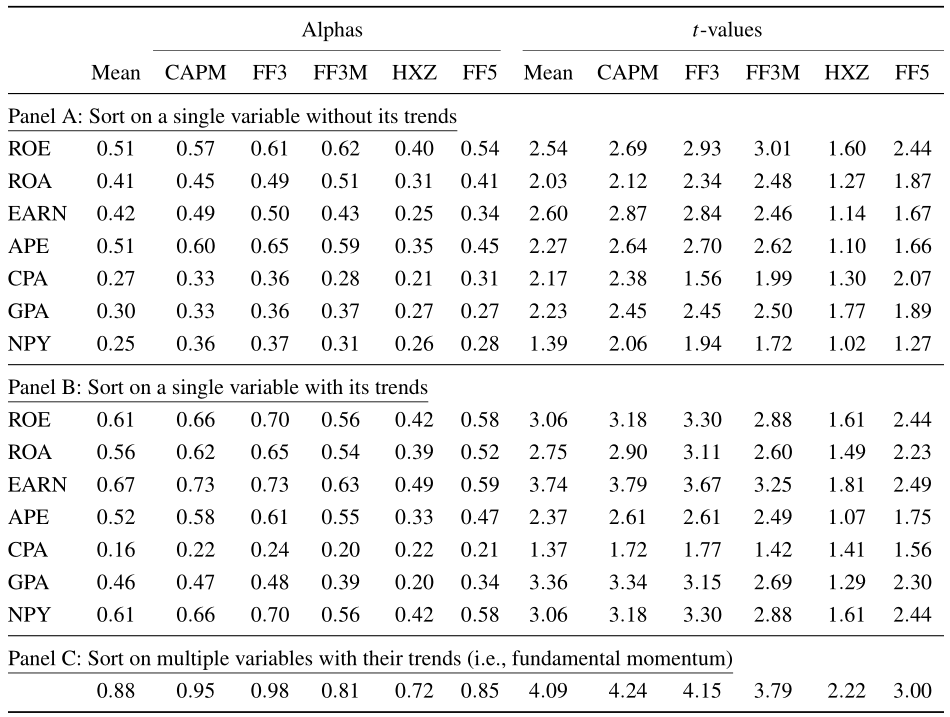 Alphas t-values
Mean CAPM FF3 FF3M HXZ FF5 Mean CAPM FF3 FF3M HXZ FF5
Panel A: Sort on a single variable without its trends
ROE 0.51 0.57 0.61 0.62 0.40 0.54 2.54 2.69 2.93 3.01 1.60 2.44
ROA 0.41 0.45 0.49 0.51 0.31 0.41 2.03 2.12 2.34 2.48 1.27 1.87
EARN 0.42 0.49 0.50 0.43 0.25 0.34 2.60 2.87 2.84 2.46 1.14 1.67
APE 0.51 0.60 0.65 0.59 0.35 0.45 2.27 2.64 2.70 2.62 1.10 1.66
CPA 0.27 0.33 0.36 0.28 0.21 0.31 2.17 2.38 1.56 1.99 1.30 2.07
GPA 0.30 0.33 0.36 0.37 0.27 0.27 2.23 2.45 2.45 2.50 1.77 1.89
NPY 0.25 0.36 0.37 0.31 0.26 0.28 1.39 2.06 1.94 1.72 1.02 1.27
Panel B: Sort on a single variable with its trends
ROE 0.61 0.66 0.70 0.56 0.42 0.58 3.06 3.18 3.30 2.88 1.61 2.44
ROA 0.56 0.62 0.65 0.54 0.39 0.52 2.75 2.90 3.11 2.60 1.49 2.23
EARN 0.67 0.73 0.73 0.63 0.49 0.59 3.74 3.79 3.67 3.25 1.81 2.49
APE 0.52 0.58 0.61 0.55 0.33 0.47 2.37 2.61 2.61 2.49 1.07 1.75
CPA 0.16 0.22 0.24 0.20 0.22 0.21 1.37 1.72 1.77 1.42 1.41 1.56
GPA 0.46 0.47 0.48 0.39 0.20 0.34 3.36 3.34 3.15 2.69 1.29 2.30
NPY 0.61 0.66 0.70 0.56 0.42 0.58 3.06 3.18 3.30 2.88 1.61 2.44
Panel C: Sort on multiple variables with their trends (i.e., fundamental momentum)
0.88 0.95 0.98 0.81 0.72 0.85 4.09 4.24 4.15 3.79 2.22 3.00